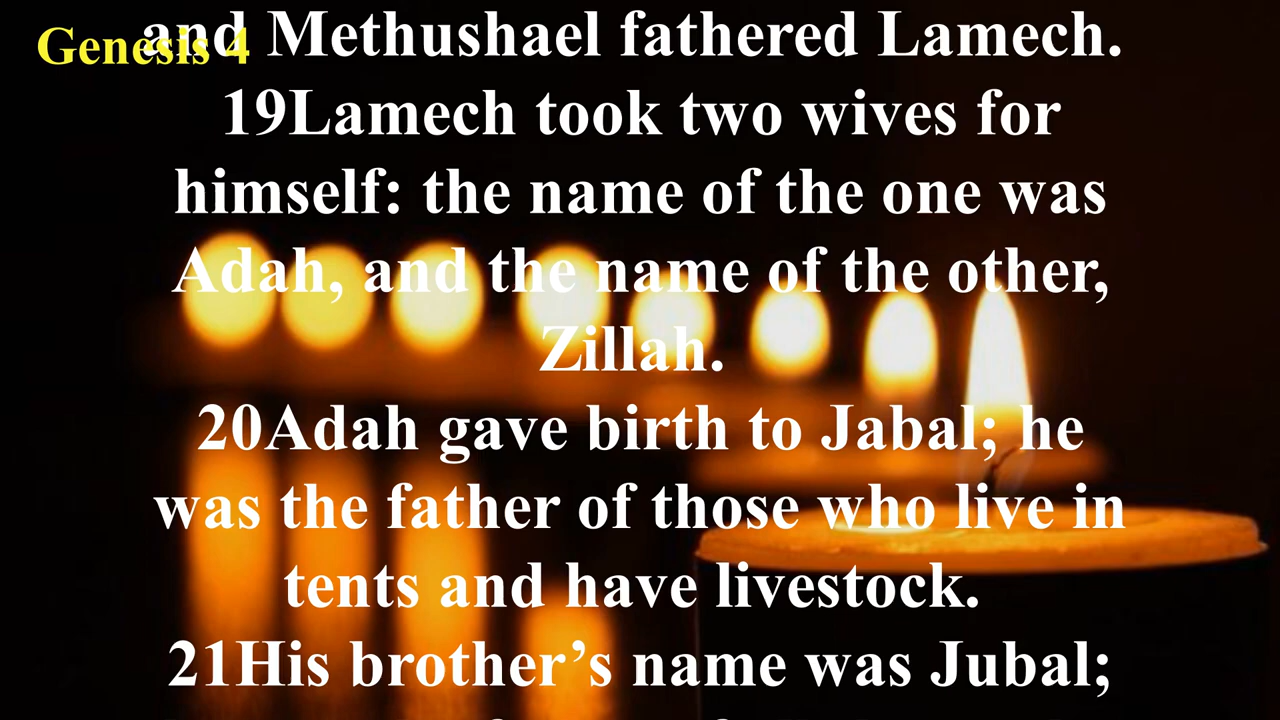 Genesis 4
and Methushael fathered Lamech.
19Lamech took two wives for
himself: the name of the one was
Adah, and the name of the other,
Zillah.
20Adah gave birth to Jabal; he
was the father of those who live in
tents and have livestock.
21His brother’s name was Jubal;